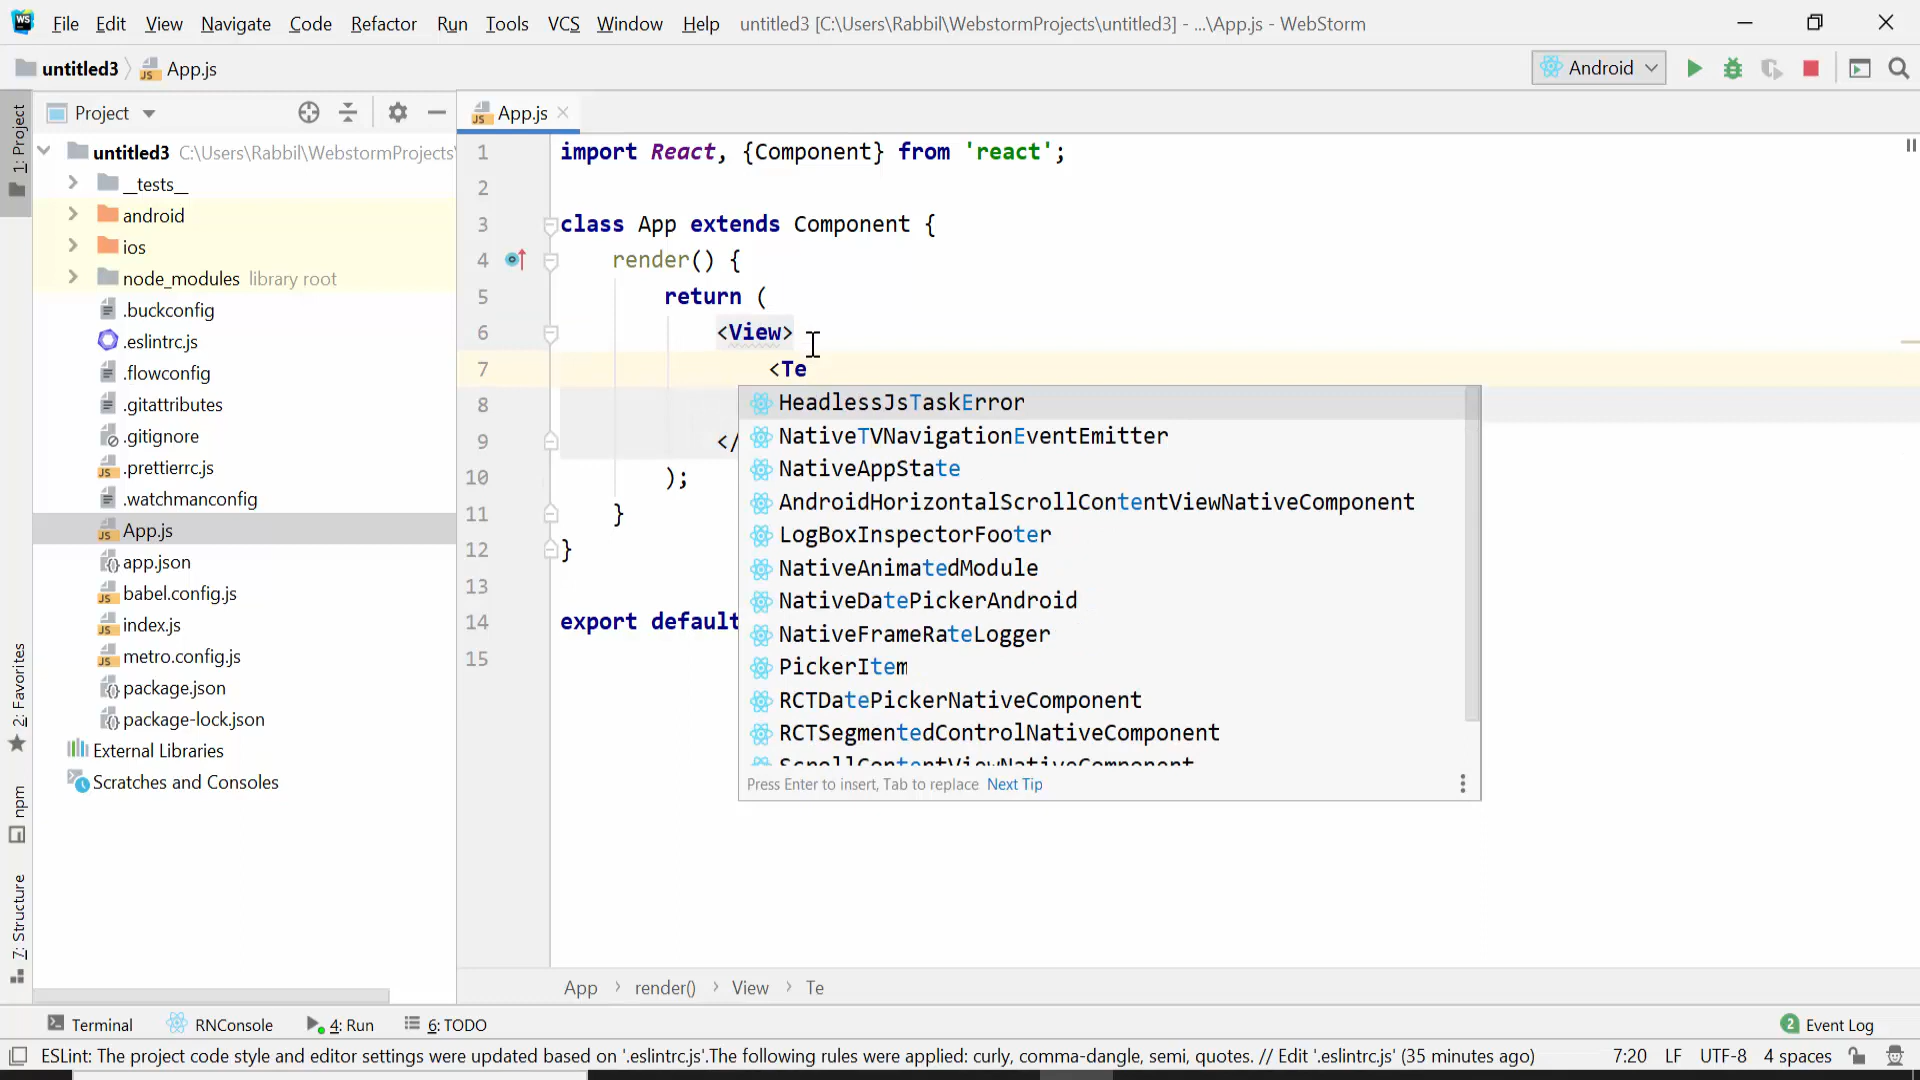 WS File Edit View Navigate Code Refactor Run Tools VCS Window Help untitled3 [C:\Users\Rabbil\WebstormProjects\untitled3] - ...\App.js - WebStorm
untitled3 App.js Android
1: Project
Project
App.js
untitled3 C:\Users\Rabbil\WebstormProjects
__tests__
android
ios
node_modules library root
.buckconfig
.eslintrc.js
.flowconfig
.gitattributes
.gitignore
.prettierrc.js
.watchmanconfig
App.js
app.json
babel.config.js
index.js
metro.config.js
package.json
package-lock.json
External Libraries
Scratches and Consoles
2: Favorites
npm
7: Structure
1 import React, {Component} from 'react';
2
3 class App extends Component {
4 render() {
5 return (
6 <View>
7 <Te
8
9 </
10 );
11 }
12 }
13
14 export default
15
HeadlessJsTaskError
NativeTVNavigationEventEmitter
NativeAppState
AndroidHorizontalScrollContentViewNativeComponent
LogBoxInspectorFooter
NativeAnimatedModule
NativeDatePickerAndroid
NativeFrameRateLogger
PickerItem
RCTDatePickerNativeComponent
RCTSegmentedControlNativeComponent
ScrollContentViewNativeComponent
Press Enter to insert, Tab to replace Next Tip
App > render() > View > Te
Terminal RNConsole 4: Run 6: TODO 2 Event Log
ESLint: The project code style and editor settings were updated based on '.eslintrc.js'.The following rules were applied: curly, comma-dangle, semi, quotes. // Edit '.eslintrc.js' (35 minutes ago) 7:20 LF UTF-8 4 spaces